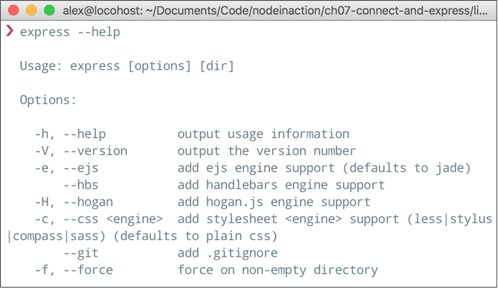 alex@locohost: ~/Documents/Code/nodeinaction/ch07-connect-and-express/li...
❯ express --help
Usage: express [options] [dir]
Options:
-h, --help output usage information
-V, --version output the version number
-e, --ejs add ejs engine support (defaults to jade)
--hbs add handlebars engine support
-H, --hogan add hogan.js engine support
-c, --css <engine> add stylesheet <engine> support (less|stylus
|compass|sass) (defaults to plain css)
--git add .gitignore
-f, --force force on non-empty directory